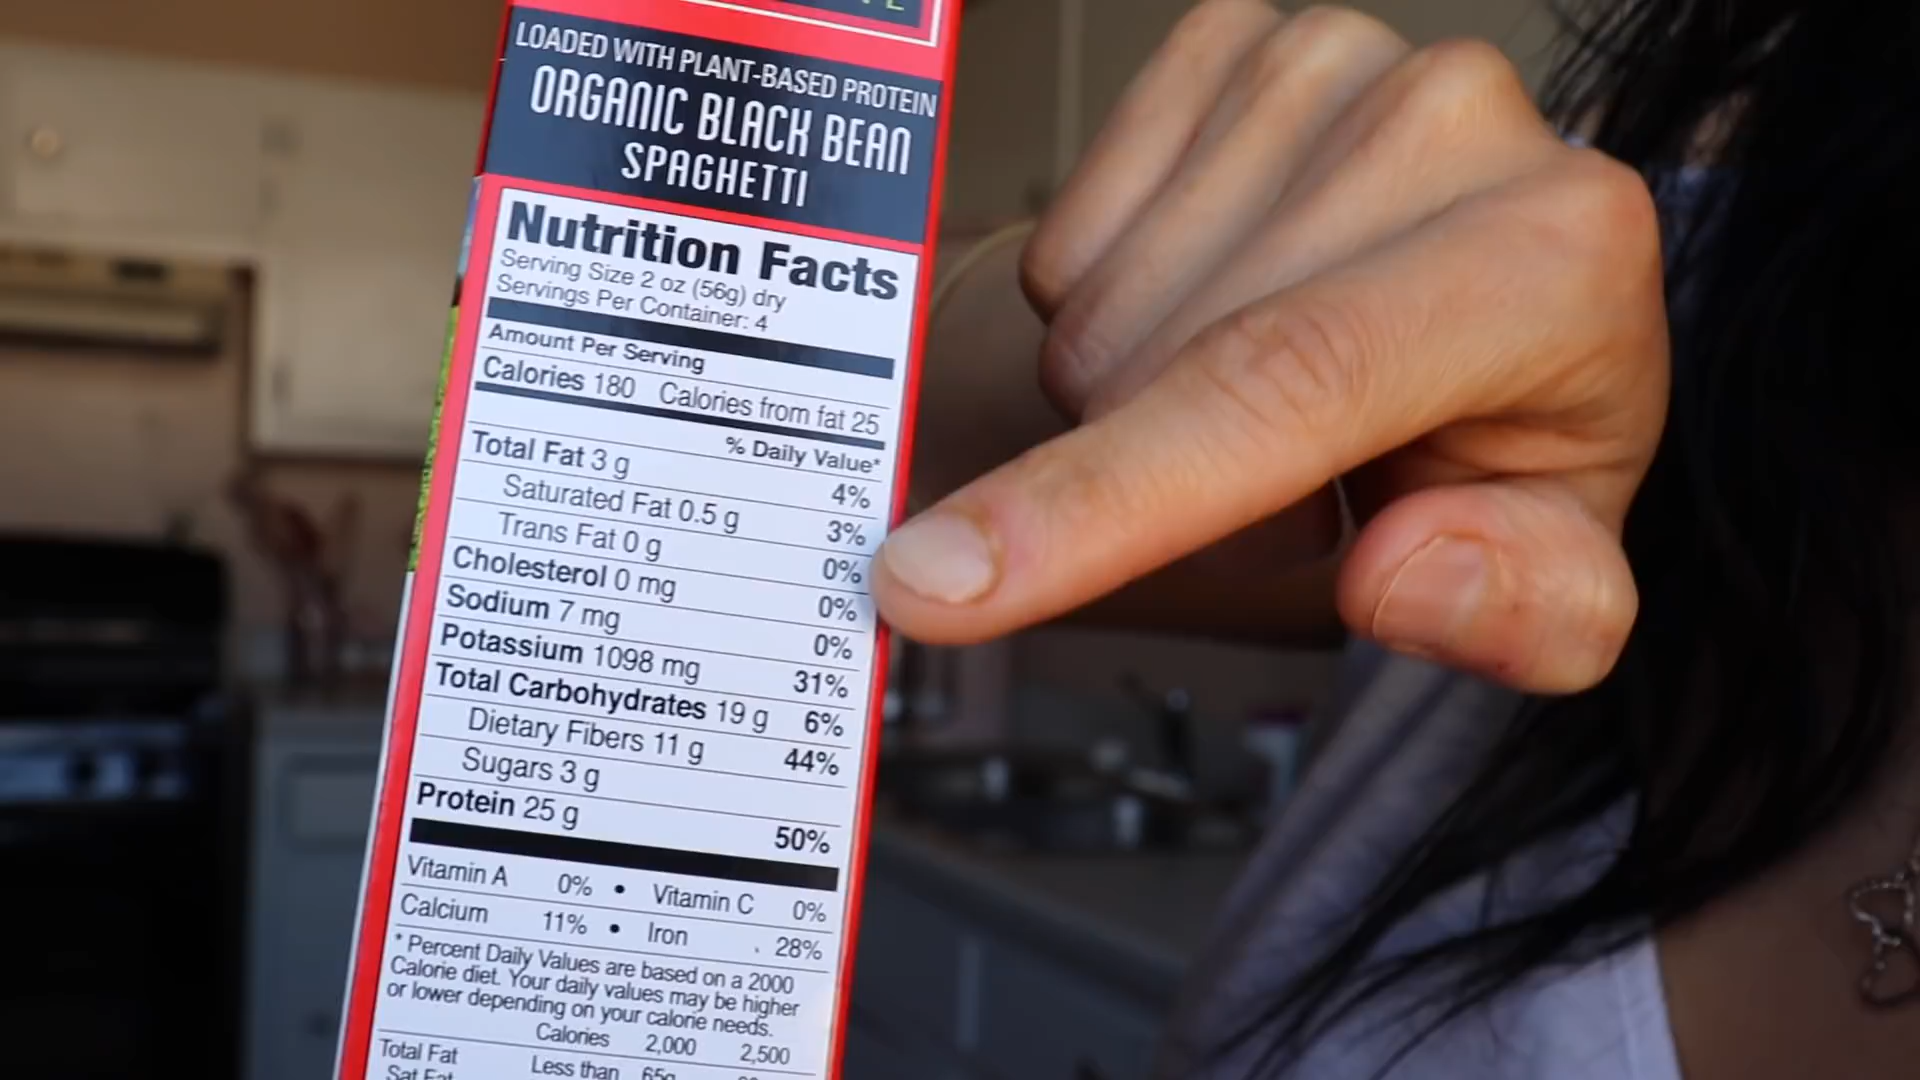 LOADED WITH PLANT-BASED PROTEIN
ORGANIC BLACK BEAN
SPAGHETTI
Nutrition Facts
Serving Size 2 oz (56g) dry
Servings Per Container: 4
Amount Per Serving
Calories 180 Calories from fat 25
% Daily Value*
Total Fat 3 g 4%
Saturated Fat 0.5 g 3%
Trans Fat 0 g 0%
Cholesterol 0 mg 0%
Sodium 7 mg 0%
Potassium 1098 mg 31%
Total Carbohydrates 19 g 6%
Dietary Fibers 11 g 44%
Sugars 3 g
Protein 25 g 50%
Vitamin A 0% • Vitamin C 0%
Calcium 11% • Iron 28%
* Percent Daily Values are based on a 2000
Calorie diet. Your daily values may be higher
or lower depending on your calorie needs.
Calories 2,000 2,500
Total Fat Less than 65g
Sat Fat